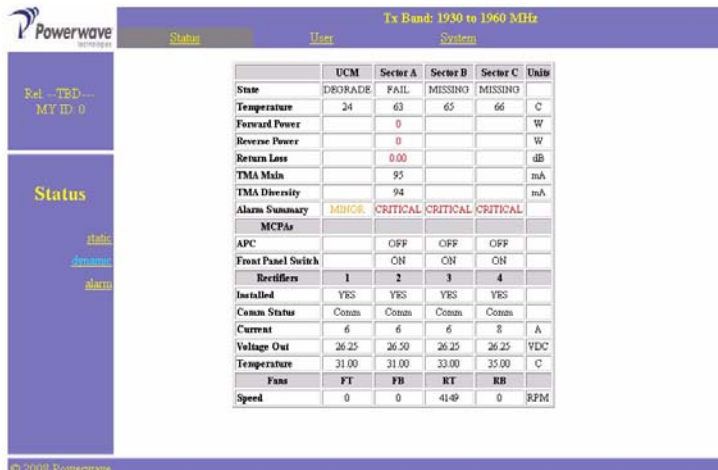 Powerwave
technologies
Tx Band: 1930 to 1960 MHz
Status User System
Rel. --TBD---
MY ID: 0
Status
static
dynamic
alarm
UCM Sector A Sector B Sector C Units
State DEGRADE FAIL MISSING MISSING
Temperature 24 63 65 66 C
Forward Power 0 W
Reverse Power 0 W
Return Loss 0.00 dB
TMA Main 95 mA
TMA Diversity 94 mA
Alarm Summary MINOR CRITICAL CRITICAL CRITICAL
MCPAs
APC OFF OFF OFF
Front Panel Switch ON ON ON
Rectifiers 1 2 3 4
Installed YES YES YES YES
Comm Status Comm Comm Comm Comm
Current 6 6 6 8 A
Voltage Out 26.25 26.50 26.25 26.25 VDC
Temperature 31.00 31.00 33.00 35.00 C
Fans FT FB RT RB
Speed 0 0 4149 0 RPM
© 2008 Powerwave